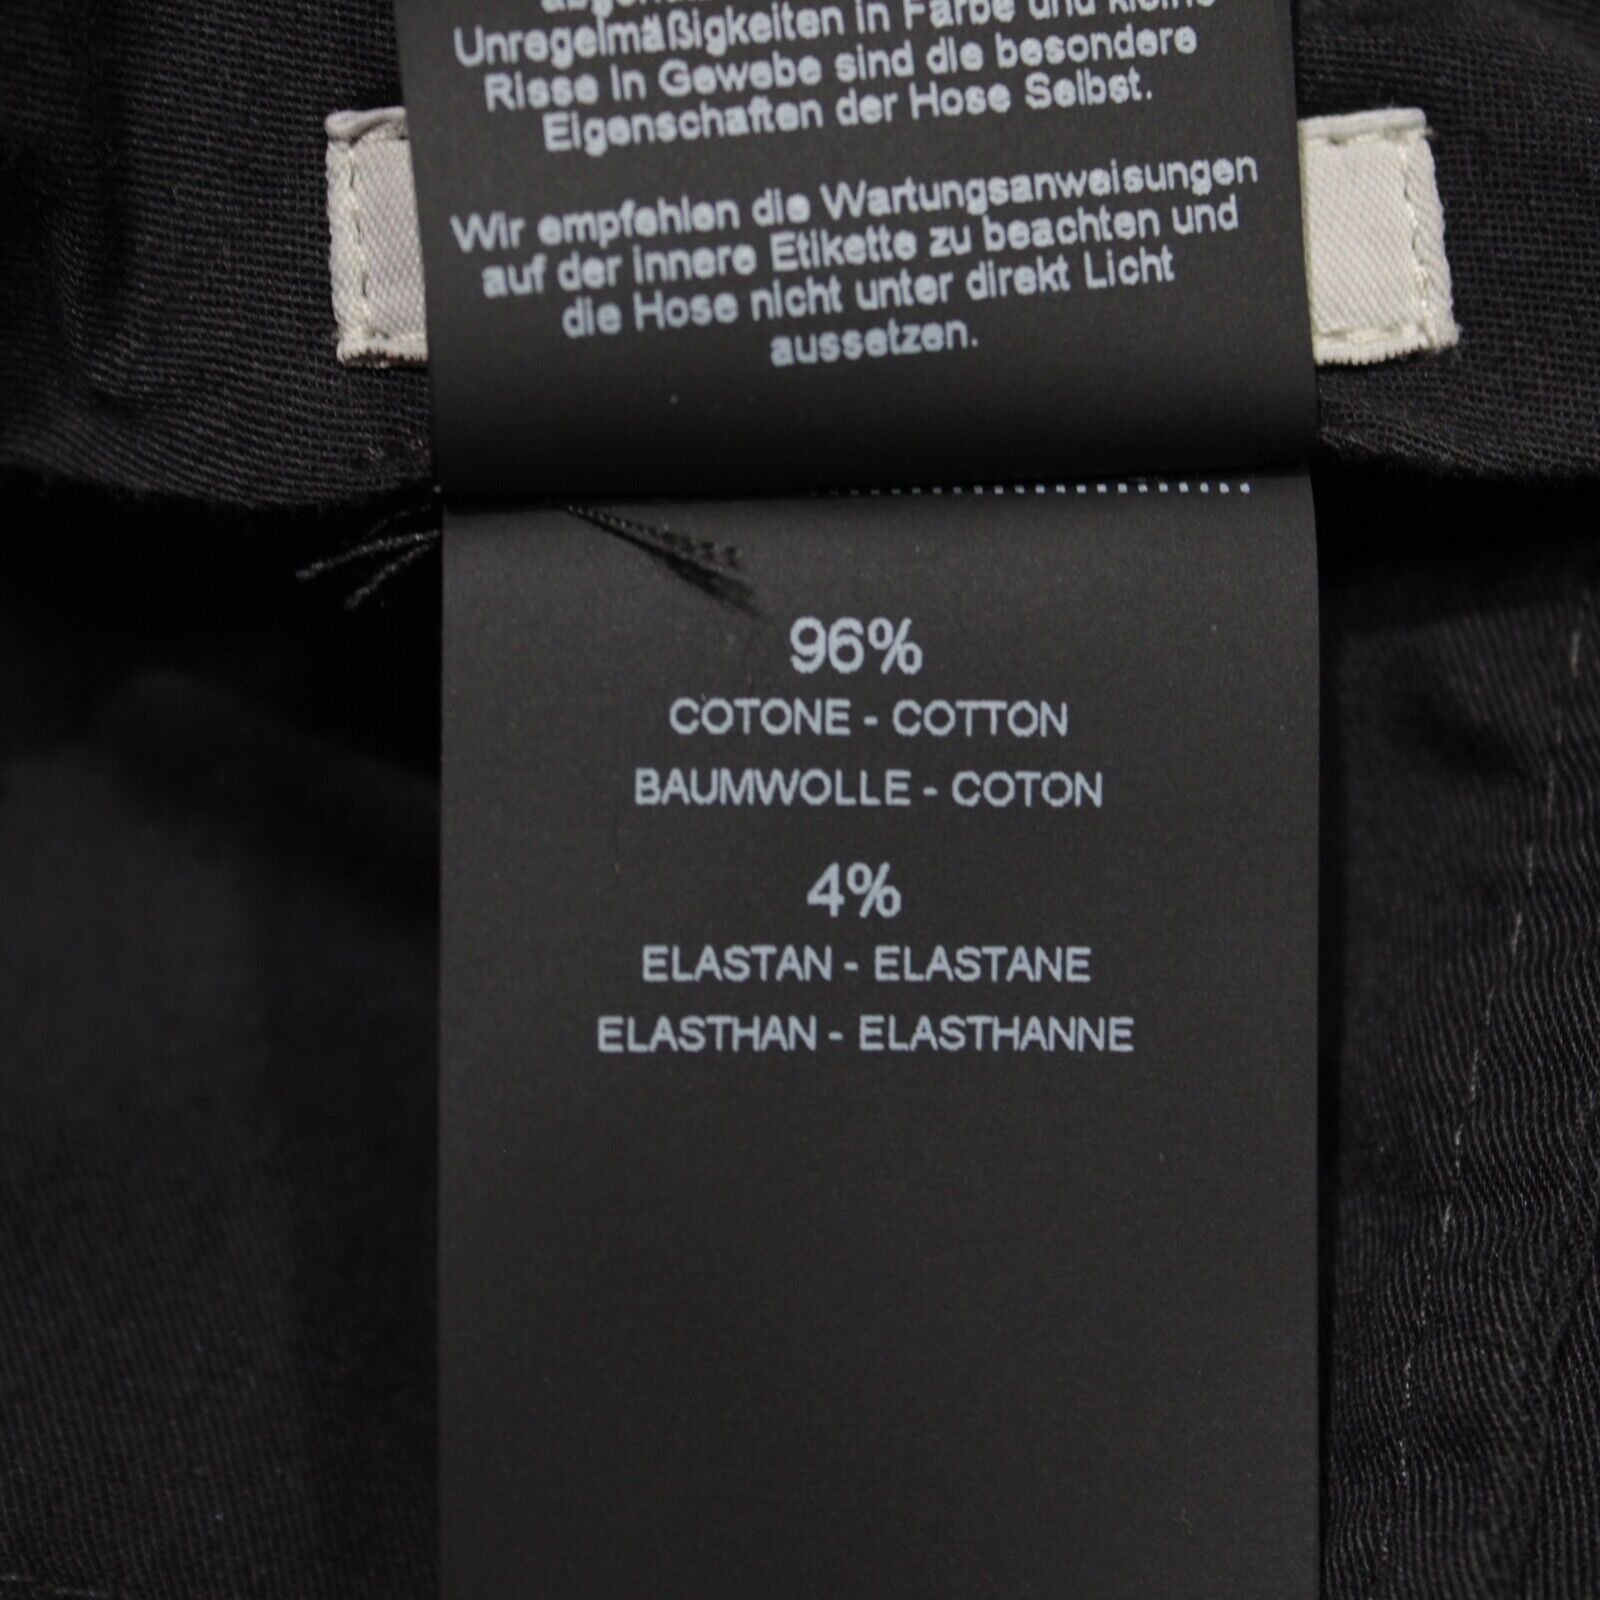 Unregelmäßigkeiten in Farbe und kleine
Risse in Gewebe sind die besondere
Eigenschaften der Hose Selbst.
Wir empfehlen die Wartungsanweisungen
auf der innere Etikette zu beachten und
die Hose nicht unter direkt Licht
aussetzen.
96%
COTONE - COTTON
BAUMWOLLE - COTON
4%
ELASTAN - ELASTANE
ELASTHAN - ELASTHANNE